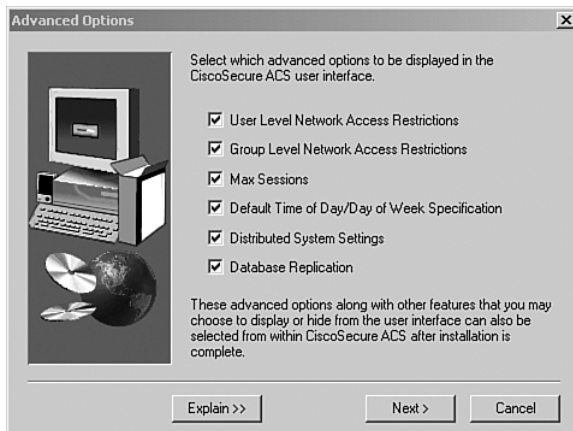 Advanced Options
Select which advanced options to be displayed in the
CiscoSecure ACS user interface.
User Level Network Access Restrictions
Group Level Network Access Restrictions
Max Sessions
Default Time of Day/Day of Week Specification
Distributed System Settings
Database Replication
These advanced options along with other features that you may
choose to display or hide from the user interface can also be
selected from within CiscoSecure ACS after installation is
complete.
Explain >>
Next >
Cancel